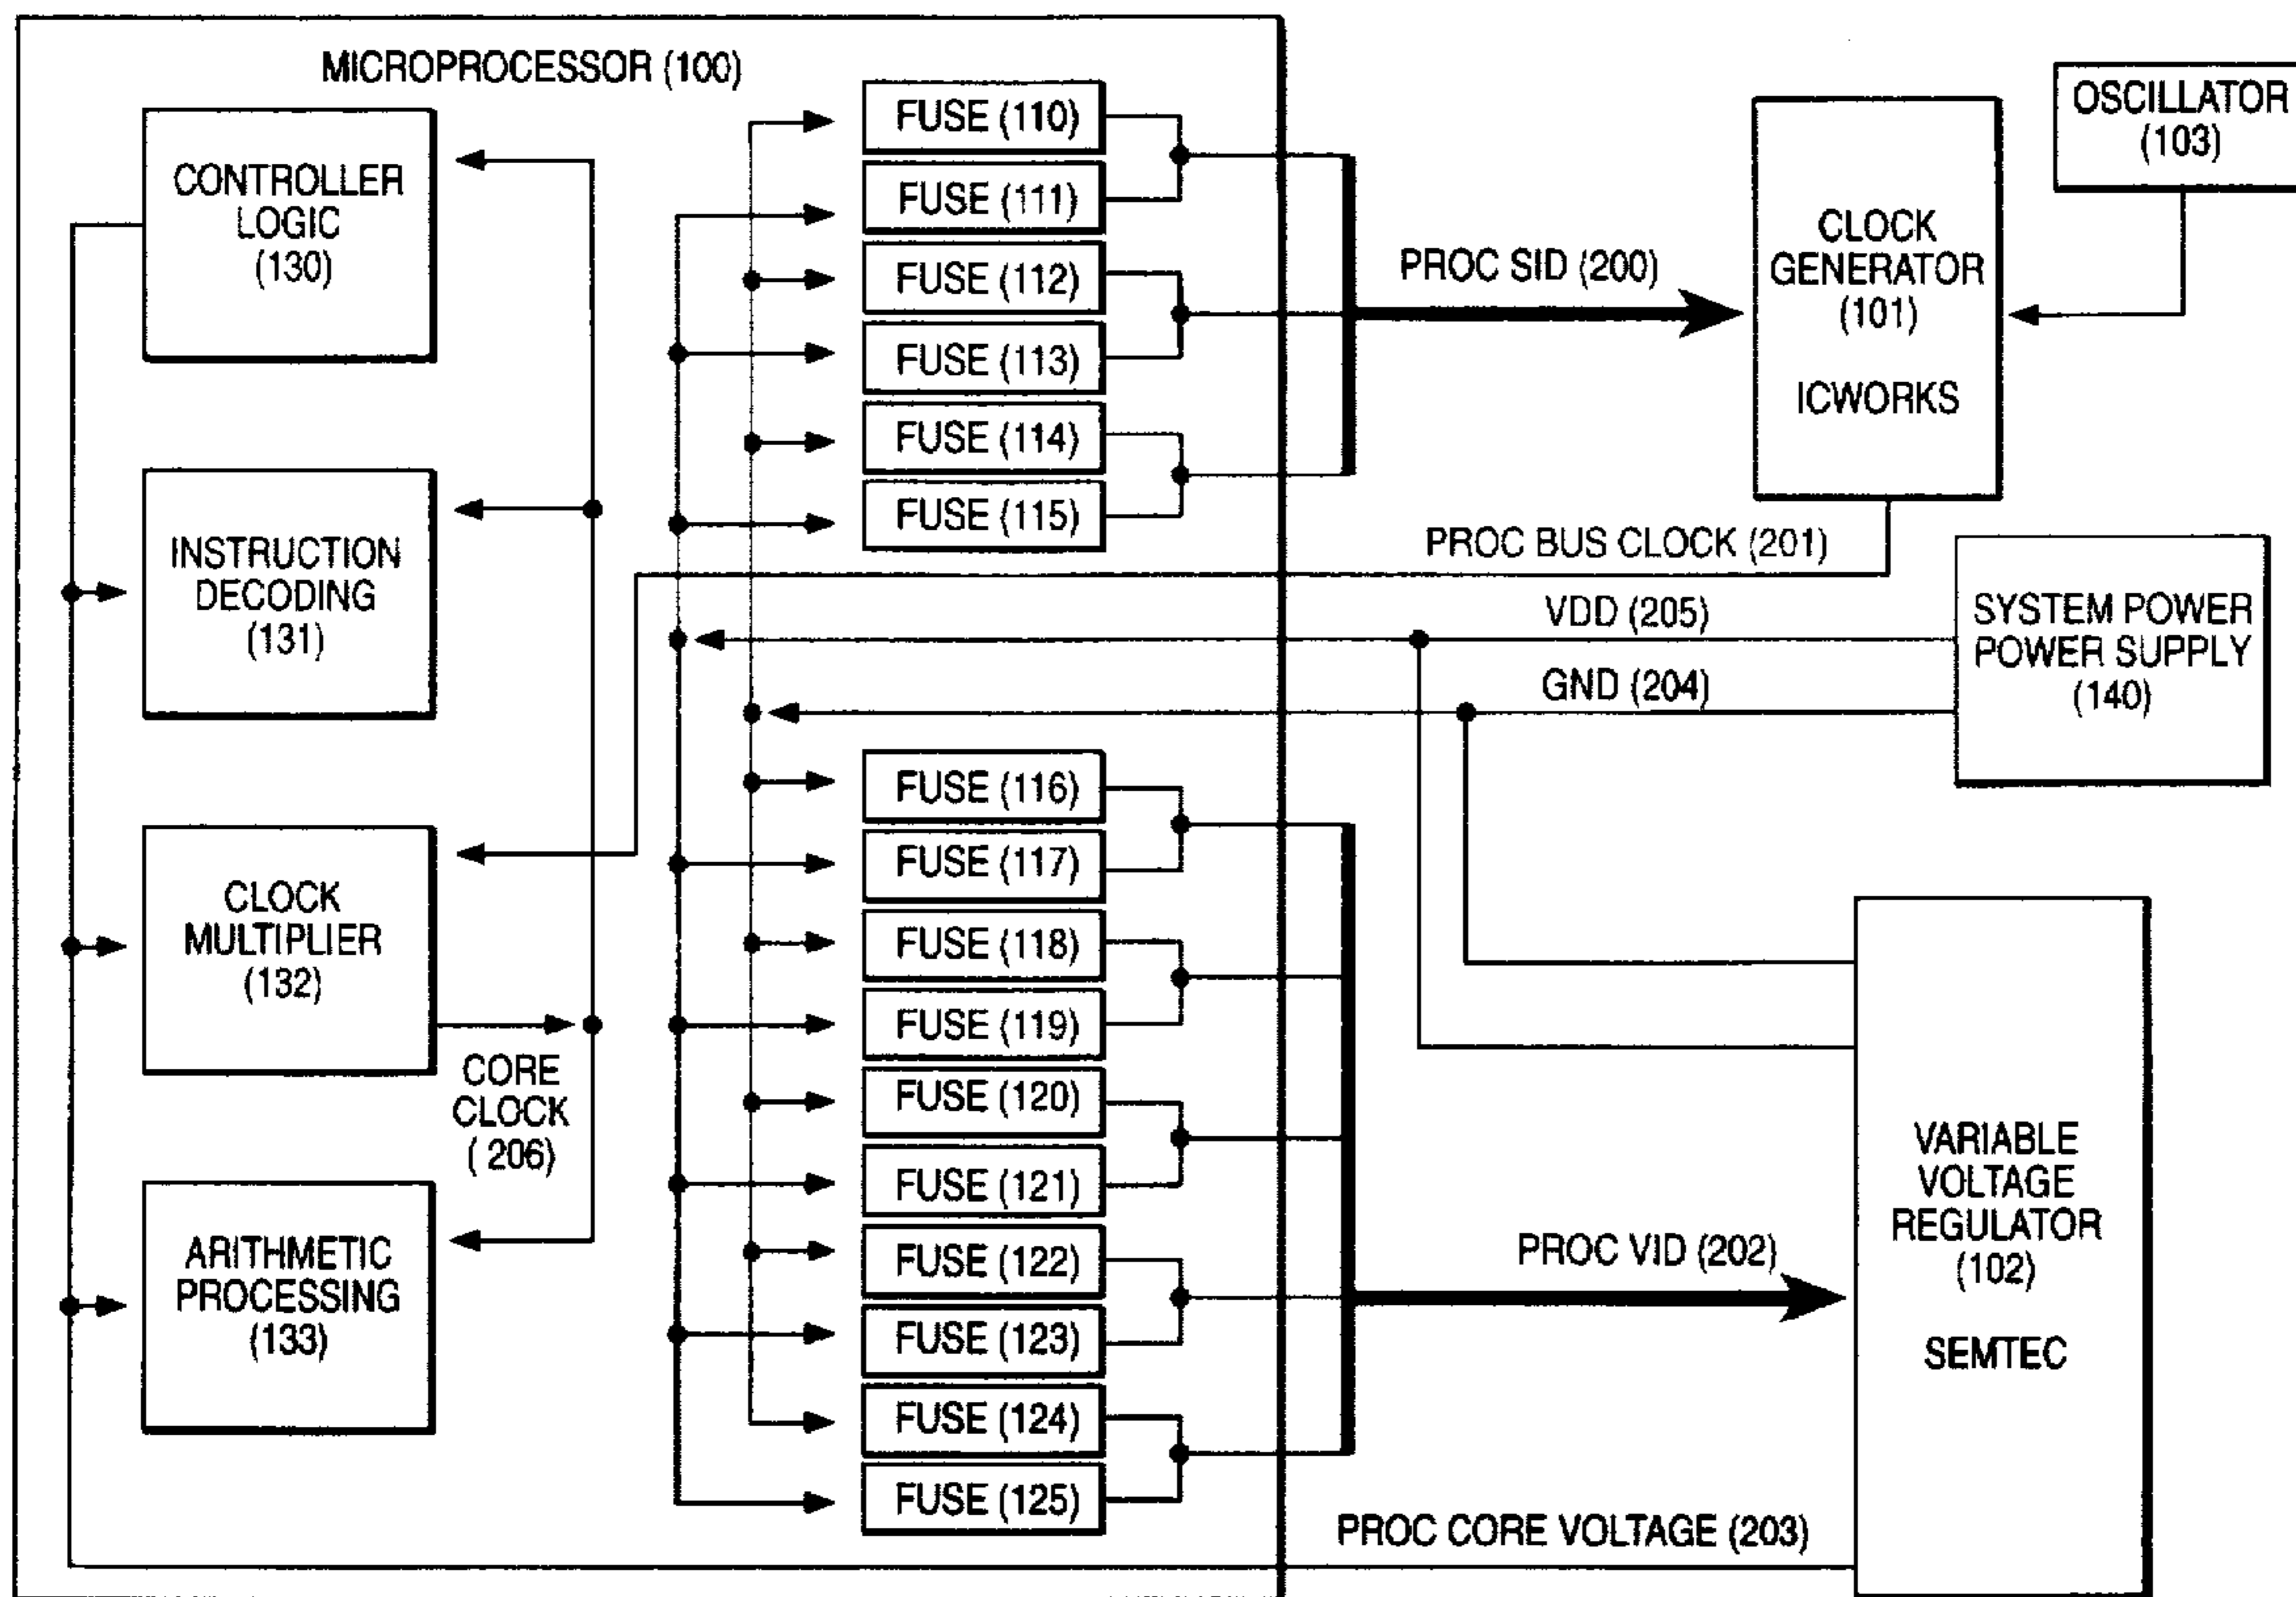 MICROPROCESSOR (100)
CONTROLLER
LOGIC
(130)
INSTRUCTION
DECODING
(131)
CLOCK
MULTIPLIER
(132)
CORE
CLOCK
( 206)
ARITHMETIC
PROCESSING
(133)
FUSE (110)
FUSE (111)
FUSE (112)
FUSE (113)
FUSE (114)
FUSE (115)
FUSE (116)
FUSE (117)
FUSE (118)
FUSE (119)
FUSE (120)
FUSE (121)
FUSE (122)
FUSE (123)
FUSE (124)
FUSE (125)
PROC SID (200)
CLOCK
GENERATOR
(101)
ICWORKS
OSCILLATOR
(103)
PROC BUS CLOCK (201)
VDD (205)
GND (204)
SYSTEM POWER
POWER SUPPLY
(140)
PROC VID (202)
VARIABLE
VOLTAGE
REGULATOR
(102)
SEMTEC
PROC CORE VOLTAGE (203)